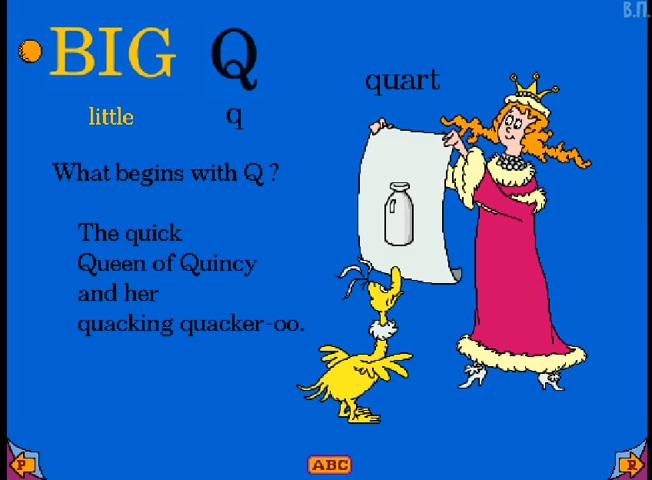 В.П.
BIG Q
quart
little q
What begins with Q ?
The quick
Queen of Quincy
and her
quacking quacker-oo.
P
ABC
R